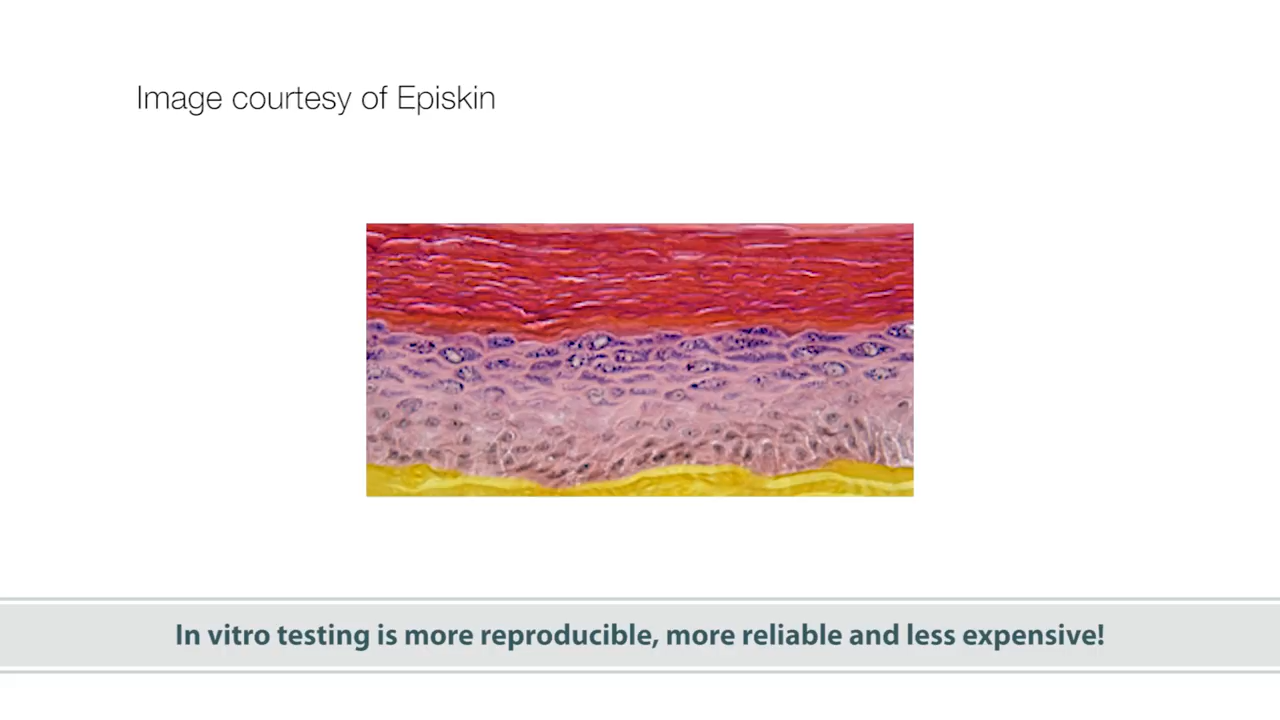 Image courtesy of Episkin
In vitro testing is more reproducible, more reliable and less expensive!